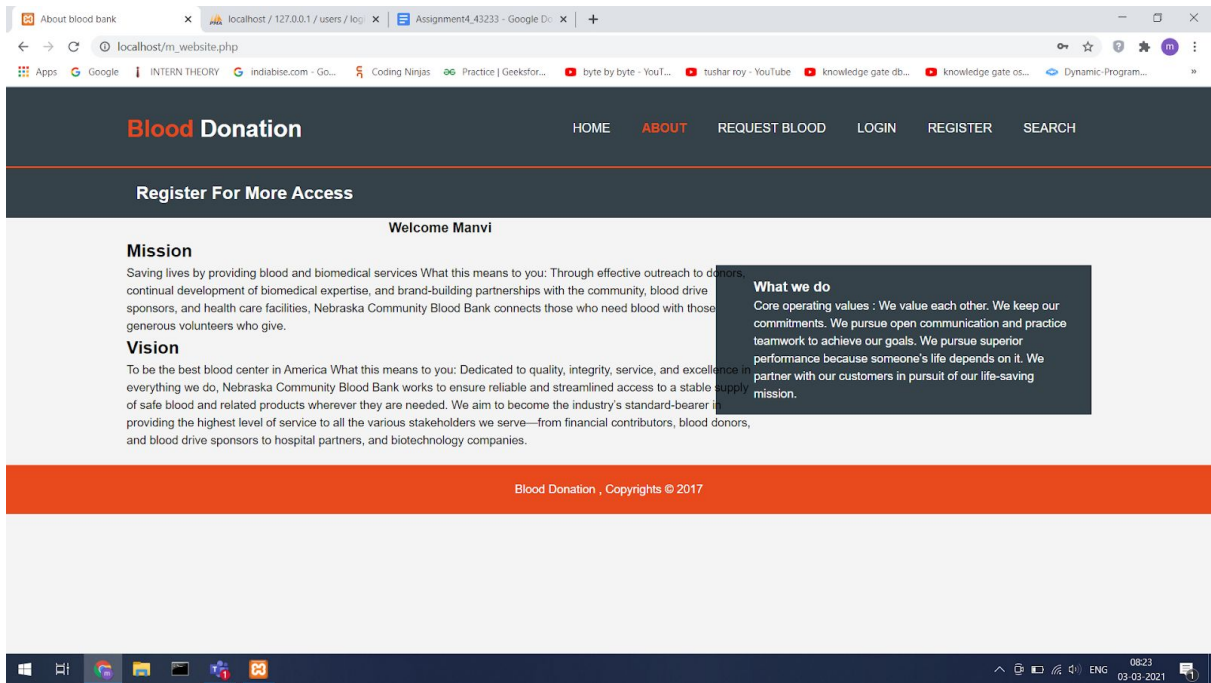 About blood bank
localhost / 127.0.0.1 / users / log
Assignment4_43233 - Google Do
localhost/m_website.php
m
Apps Google INTERN THEORY indiabise.com - Go... Coding Ninjas Practice | Geeksfor... byte by byte - YouT... tushar roy - YouTube knowledge gate db... knowledge gate os... Dynamic-Program... »
Blood Donation
HOME ABOUT REQUEST BLOOD LOGIN REGISTER SEARCH
Register For More Access
Welcome Manvi
Mission
Saving lives by providing blood and biomedical services What this means to you: Through effective outreach to donors,
continual development of biomedical expertise, and brand-building partnerships with the community, blood drive
sponsors, and health care facilities, Nebraska Community Blood Bank connects those who need blood with those
generous volunteers who give.
Vision
To be the best blood center in America What this means to you: Dedicated to quality, integrity, service, and excellence in
everything we do, Nebraska Community Blood Bank works to ensure reliable and streamlined access to a stable supply
of safe blood and related products wherever they are needed. We aim to become the industry's standard-bearer in
providing the highest level of service to all the various stakeholders we serve—from financial contributors, blood donors,
and blood drive sponsors to hospital partners, and biotechnology companies.
What we do
Core operating values : We value each other. We keep our
commitments. We pursue open communication and practice
teamwork to achieve our goals. We pursue superior
performance because someone's life depends on it. We
partner with our customers in pursuit of our life-saving
mission.
Blood Donation , Copyrights © 2017
ENG
08:23
03-03-2021